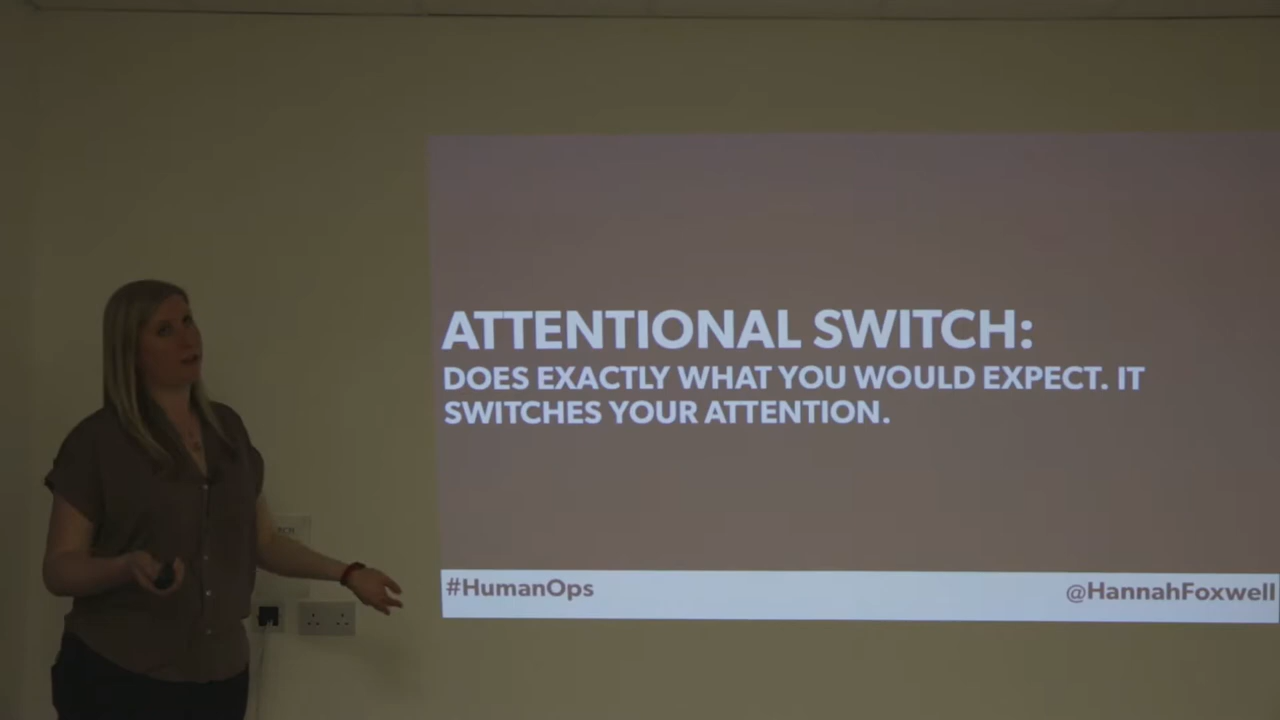 ATTENTIONAL SWITCH:
DOES EXACTLY WHAT YOU WOULD EXPECT. IT
SWITCHES YOUR ATTENTION.
#HumanOps
@HannahFoxwell